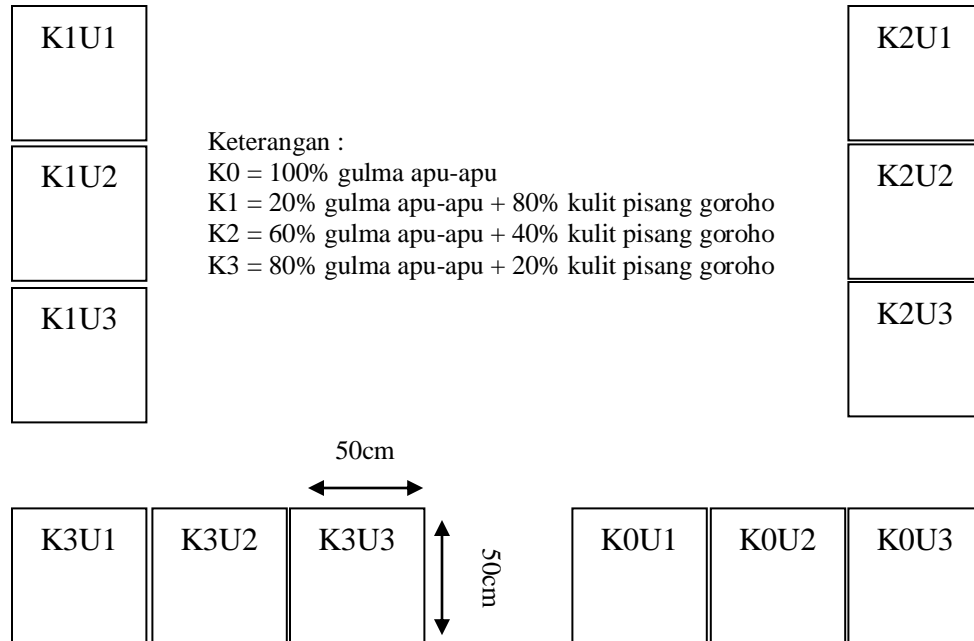 K1U1
K2U1
Keterangan :
K0 = 100% gulma apu-apu
K1 = 20% gulma apu-apu + 80% kulit pisang goroho
K2 = 60% gulma apu-apu + 40% kulit pisang goroho
K3 = 80% gulma apu-apu + 20% kulit pisang goroho
K1U2
K2U2
K1U3
K2U3
50cm
K3U1 K3U2 K3U3
50cm
K0U1 K0U2 K0U3